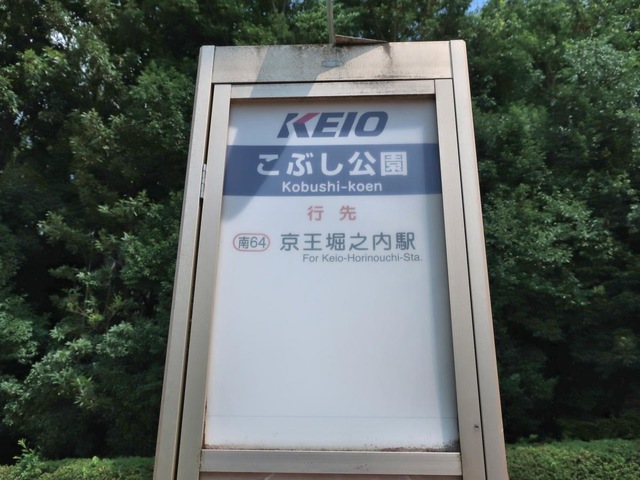 KEIO
こぶし公園
Kobushi-koen
行先
南64 京王堀之内駅
For Keio-Horinouchi-Sta.